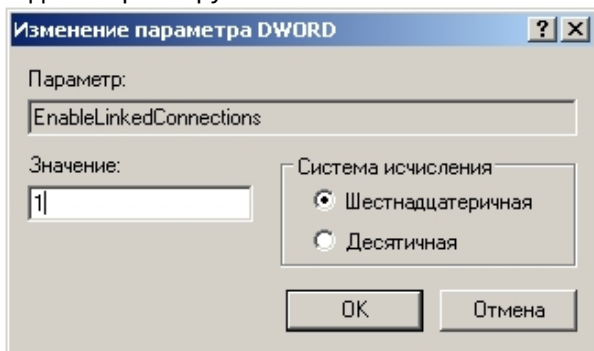 Изменение параметра DWORD
Параметр:
EnableLinkedConnections
Значение:
1
Система исчисления
Шестнадцатеричная
Десятичная
OK
Отмена